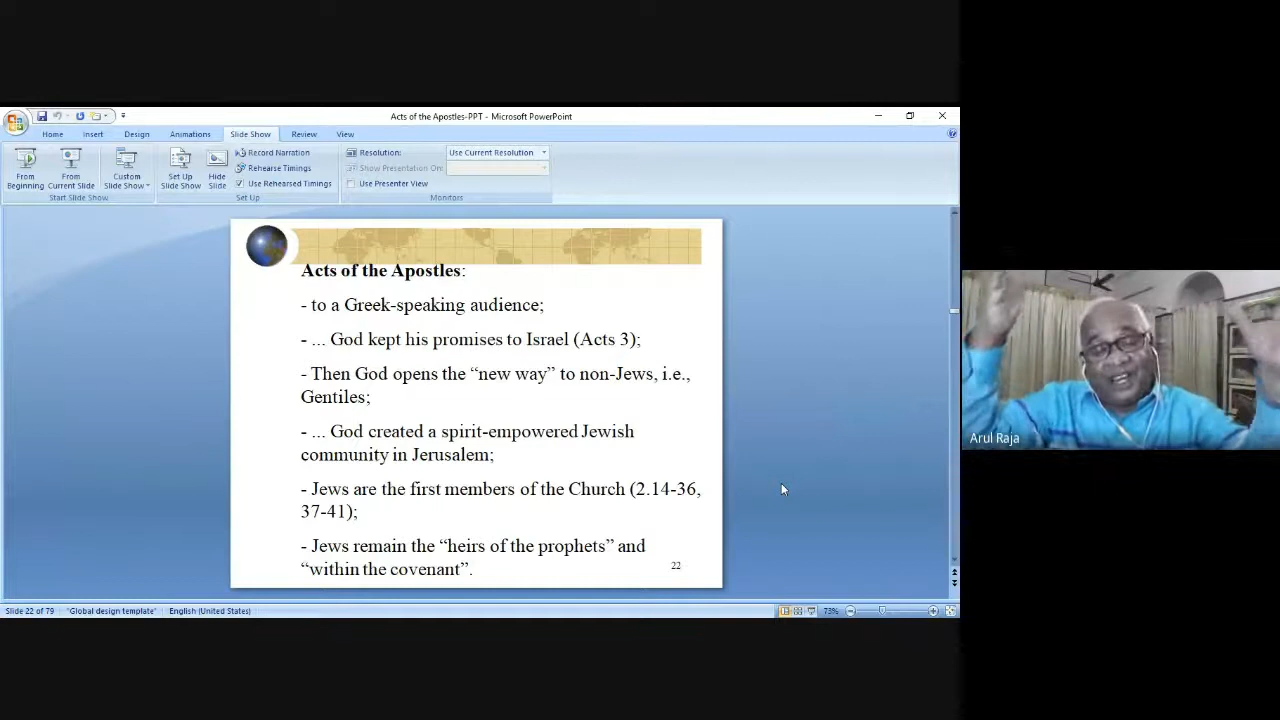 Acts of the Apostles-PPT - Microsoft PowerPoint
Home Insert Design Animations Slide Show Review View
From Beginning
From Current Slide
Custom Slide Show
Start Slide Show
Set Up Slide Show
Hide Slide
Record Narration
Rehearse Timings
Use Rehearsed Timings
Set Up
Resolution: Use Current Resolution
Show Presentation On:
Use Presenter View
Monitors
Acts of the Apostles:
- to a Greek-speaking audience;
- ... God kept his promises to Israel (Acts 3);
- Then God opens the “new way” to non-Jews, i.e.,
Gentiles;
- ... God created a spirit-empowered Jewish
community in Jerusalem;
- Jews are the first members of the Church (2.14-36,
37-41);
- Jews remain the “heirs of the prophets” and
“within the covenant”.
22
Arul Raja
Slide 22 of 79 "Global design template" English (United States) 73%